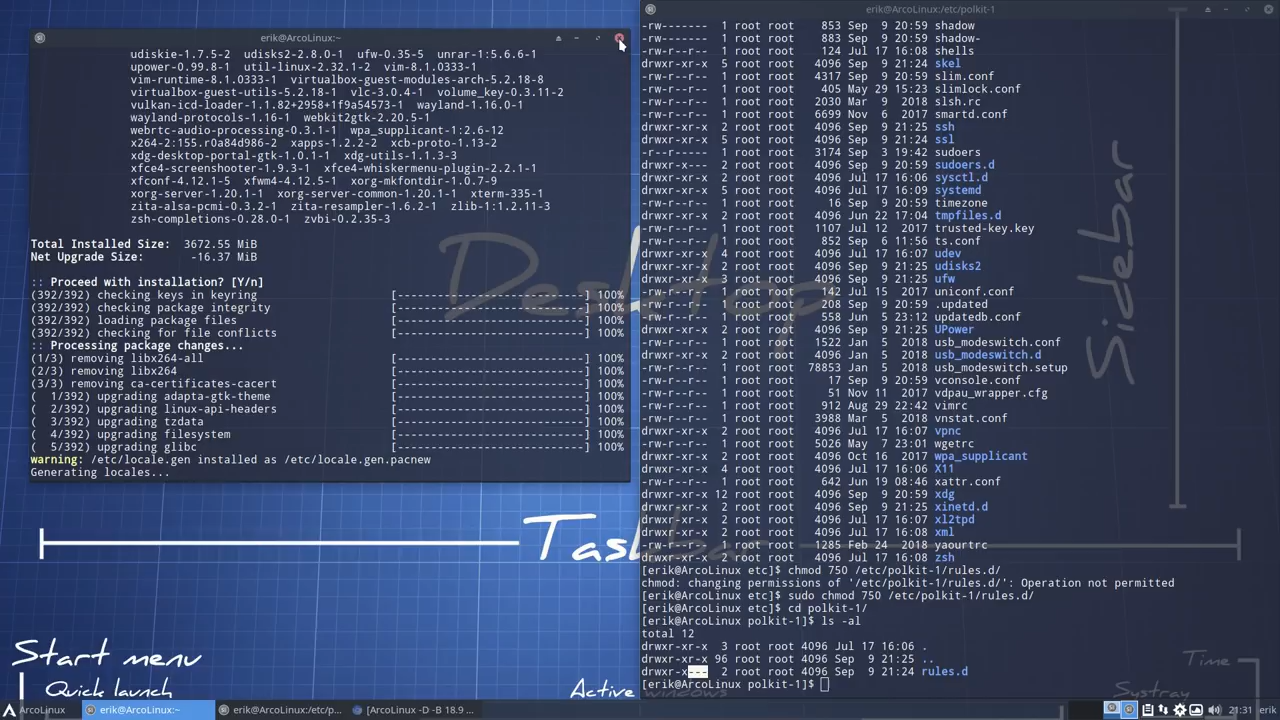 erik@ArcoLinux:~
udiskie-1.7.5-2  udisks2-2.8.0-1  ufw-0.35-5  unrar-1:5.6.6-1
upower-0.99.8-1  util-linux-2.32.1-2  vim-8.1.0333-1
vim-runtime-8.1.0333-1  virtualbox-guest-modules-arch-5.2.18-8
virtualbox-guest-utils-5.2.18-1  vlc-3.0.4-1  volume_key-0.3.11-2
vulkan-icd-loader-1.1.82+2958+1f9a54573-1  wayland-1.16.0-1
wayland-protocols-1.16-1  webkit2gtk-2.20.5-1
webrtc-audio-processing-0.3.1-1  wpa_supplicant-1:2.6-12
x264-2:155.r0a84d986-2  xapps-1.2.2-2  xcb-proto-1.13-2
xdg-desktop-portal-gtk-1.0.1-1  xdg-utils-1.1.3-3
xfce4-screenshooter-1.9.3-1  xfce4-whiskermenu-plugin-2.2.1-1
xfconf-4.12.1-5  xfwm4-4.12.5-1  xorg-mkfontdir-1.0.7-9
xorg-server-1.20.1-1  xorg-server-common-1.20.1-1  xterm-335-1
zita-alsa-pcmi-0.3.2-1  zita-resampler-1.6.2-1  zlib-1:1.2.11-3
zsh-completions-0.28.0-1  zvbi-0.2.35-3
Total Installed Size:  3672.55 MiB
Net Upgrade Size:      -16.37 MiB
:: Proceed with installation? [Y/n]
(392/392) checking keys in keyring [----------------------] 100%
(392/392) checking package integrity [----------------------] 100%
(392/392) loading package files [----------------------] 100%
(392/392) checking for file conflicts [----------------------] 100%
:: Processing package changes...
(1/3) removing libx264-all [----------------------] 100%
(2/3) removing libx264 [----------------------] 100%
(3/3) removing ca-certificates-cacert [----------------------] 100%
(  1/392) upgrading adapta-gtk-theme [----------------------] 100%
(  2/392) upgrading linux-api-headers [----------------------] 100%
(  3/392) upgrading tzdata [----------------------] 100%
(  4/392) upgrading filesystem [----------------------] 100%
(  5/392) upgrading glibc [----------------------] 100%
warning: /etc/locale.gen installed as /etc/locale.gen.pacnew
Generating locales...
erik@ArcoLinux:/etc/polkit-1
-rw-------  1 root root   853 Sep  9 20:59 shadow
-rw-------  1 root root   883 Sep  9 20:59 shadow-
-rw-r--r--  1 root root   124 Jul 17 16:08 shells
drwxr-xr-x  5 root root  4096 Sep  9 21:24 skel
-rw-r--r--  1 root root  4317 Sep  9 20:59 slim.conf
-rw-r--r--  1 root root   405 May 29 15:23 slimlock.conf
-rw-r--r--  1 root root  2030 Mar  9  2018 slsh.rc
-rw-r--r--  1 root root  6699 Nov  6  2017 smartd.conf
drwxr-xr-x  2 root root  4096 Sep  9 21:25 ssh
drwxr-xr-x  5 root root  4096 Sep  9 21:25 ssl
-r--r-----  1 root root  3174 Sep  3 19:42 sudoers
drwxr-x---  2 root root  4096 Sep  9 20:59 sudoers.d
drwxr-xr-x  2 root root  4096 Sep  9 21:24 sysctl.d
drwxr-xr-x  5 root root  4096 Jul 17 16:09 systemd
-rw-r--r--  1 root root    16 Sep  9 20:59 timezone
drwxr-xr-x  2 root root  4096 Jun 22 17:04 tmpfiles.d
-rw-r--r--  1 root root  1107 Jul 12  2017 trusted-key.key
-rw-r--r--  1 root root   852 Sep  6 11:56 ts.conf
drwxr-xr-x  4 root root  4096 Jul 17 16:07 udev
drwxr-xr-x  2 root root  4096 Sep  9 21:25 udisks2
drwxr-xr-x  3 root root  4096 Sep  9 21:25 ufw
-rw-r--r--  1 root root   142 Jul 15  2017 uniconf.conf
-rw-r--r--  1 root root   208 Sep  9 20:59 .updated
-rw-r--r--  1 root root   558 Jun  5 23:12 updatedb.conf
drwxr-xr-x  2 root root  4096 Sep  9 21:25 UPower
-rw-r--r--  1 root root  1522 Jan  5  2018 usb_modeswitch.conf
drwxr-xr-x  2 root root  4096 Jan  5  2018 usb_modeswitch.d
-rw-r--r--  1 root root 78853 Jan  5  2018 usb_modeswitch.setup
-rw-r--r--  1 root root    17 Sep  9 20:59 vconsole.conf
-rw-r--r--  1 root root    51 Nov 11  2017 vdpau_wrapper.cfg
-rw-r--r--  1 root root   912 Aug 29 22:42 vimrc
-rw-r--r--  1 root root  3988 Mar  5  2018 vnstat.conf
drwxr-xr-x  2 root root  4096 Jul 17 16:07 vpnc
-rw-r--r--  1 root root  5026 May  7 23:01 wgetrc
drwxr-xr-x  2 root root  4096 Oct 16  2017 wpa_supplicant
drwxr-xr-x  4 root root  4096 Jul 17 16:06 X11
-rw-r--r--  1 root root   642 Jun 19 08:46 xattr.conf
drwxr-xr-x 12 root root  4096 Sep  9 20:59 xdg
drwxr-xr-x  2 root root  4096 Sep  9 21:25 xinetd.d
drwxr-xr-x  2 root root  4096 Jul 17 16:07 xl2tpd
drwxr-xr-x  2 root root  4096 Jul 17 16:08 xml
-rw-r--r--  1 root root  1285 Feb 24  2018 yaourtrc
drwxr-xr-x  2 root root  4096 Jul 17 16:08 zsh
[erik@ArcoLinux etc]$ chmod 750 /etc/polkit-1/rules.d/
chmod: changing permissions of '/etc/polkit-1/rules.d/': Operation not permitted
[erik@ArcoLinux etc]$ sudo chmod 750 /etc/polkit-1/rules.d/
[erik@ArcoLinux etc]$ cd polkit-1/
[erik@ArcoLinux polkit-1]$ ls -al
total 12
drwxr-xr-x  3 root root 4096 Jul 17 16:06 .
drwxr-xr-x 96 root root 4096 Sep  9 21:25 ..
drwxr-x---  2 root root 4096 Sep  9 21:24 rules.d
[erik@ArcoLinux polkit-1]$
Desktop
Sidebar
Taskbar
Start menu
Quick launch
Active windows
Time
Systray
ArcoLinux
erik@ArcoLinux:~
erik@ArcoLinux:/etc/p...
[ArcoLinux -D -B 18.9 ...
21:31 erik